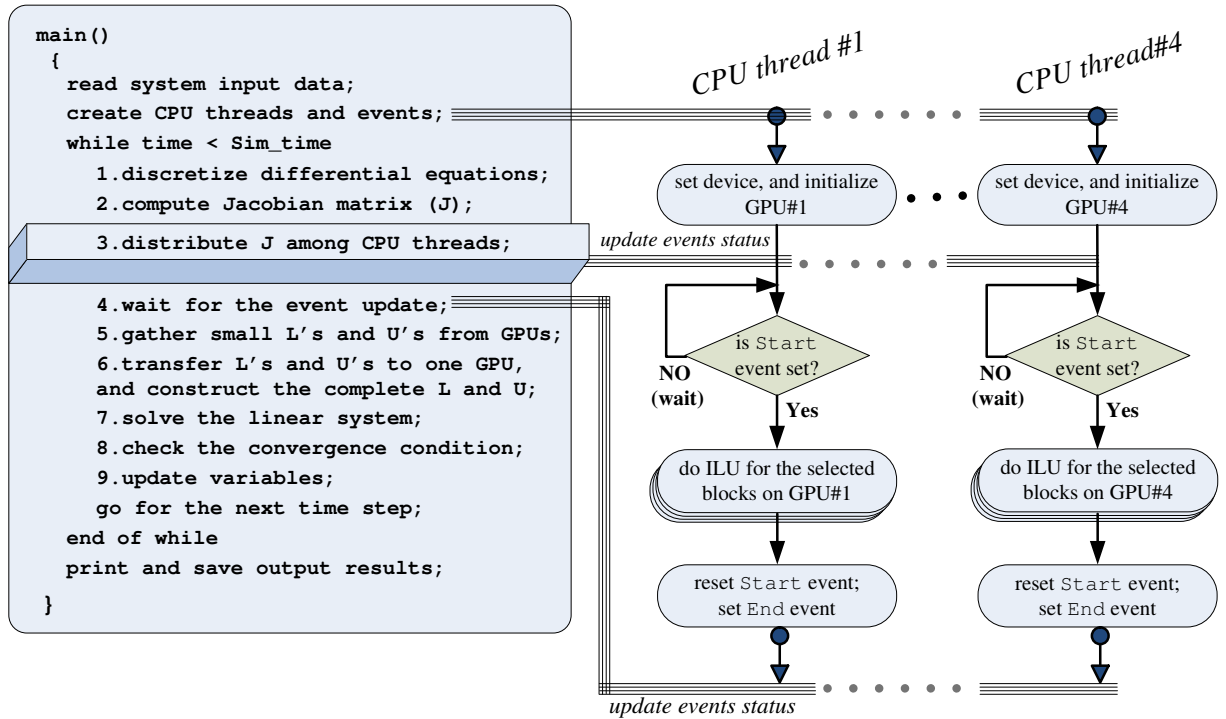 main()
{
read system input data;
create CPU threads and events;
while time < Sim_time
1.discretize differential equations;
2.compute Jacobian matrix (J);
3.distribute J among CPU threads;
4.wait for the event update;
5.gather small L's and U's from GPUs;
6.transfer L's and U's to one GPU,
and construct the complete L and U;
7.solve the linear system;
8.check the convergence condition;
9.update variables;
go for the next time step;
end of while
print and save output results;
}
CPU thread #1
set device, and initialize
GPU#1
update events status
is Start
event set?
NO
(wait)
Yes
do ILU for the selected
blocks on GPU#1
reset Start event;
set End event
CPU thread#4
set device, and initialize
GPU#4
is Start
event set?
NO
(wait)
Yes
do ILU for the selected
blocks on GPU#4
reset Start event;
set End event
update events status